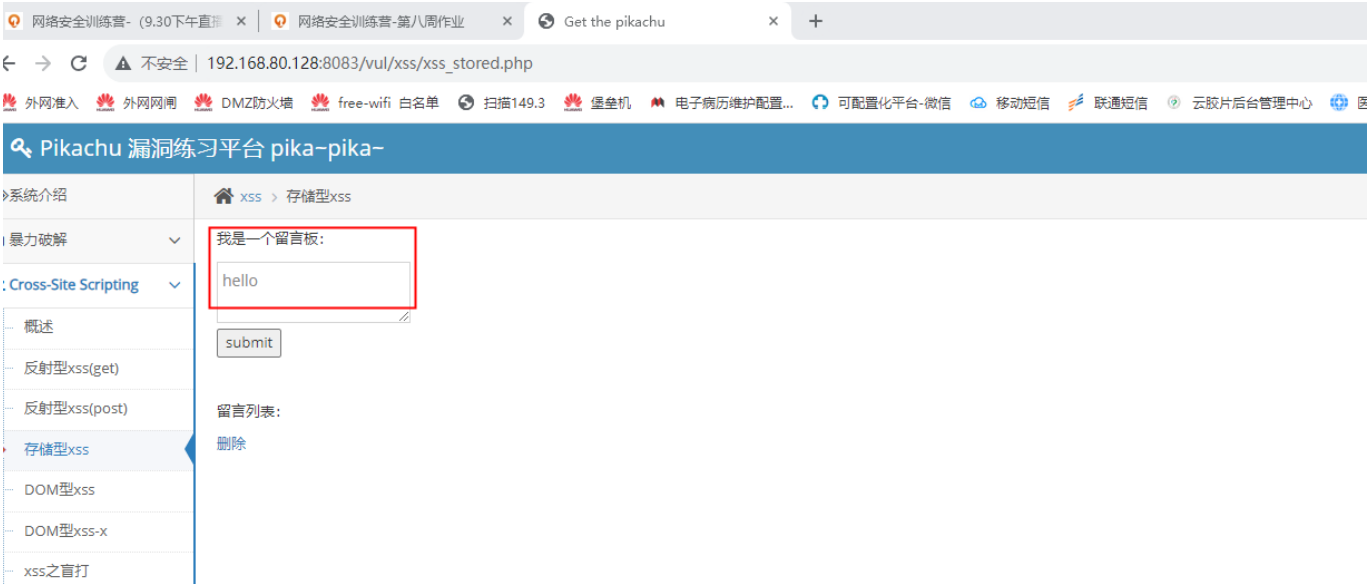 网络安全训练营-（9.30下午直播
网络安全训练营-第八周作业
Get the pikachu
不安全 192.168.80.128:8083/vul/xss/xss_stored.php
外网准入 外网网闸 DMZ防火墙 free-wifi 白名单 扫描149.3 堡垒机 电子病历维护配置... 可配置化平台-微信 移动短信 联通短信 云胶片后台管理中心
Pikachu 漏洞练习平台 pika~pika~
系统介绍
xss > 存储型xss
暴力破解
我是一个留言板：
Cross-Site Scripting
hello
概述
submit
反射型xss(get)
反射型xss(post)
留言列表：
存储型xss
删除
DOM型xss
DOM型xss-x
xss之盲打